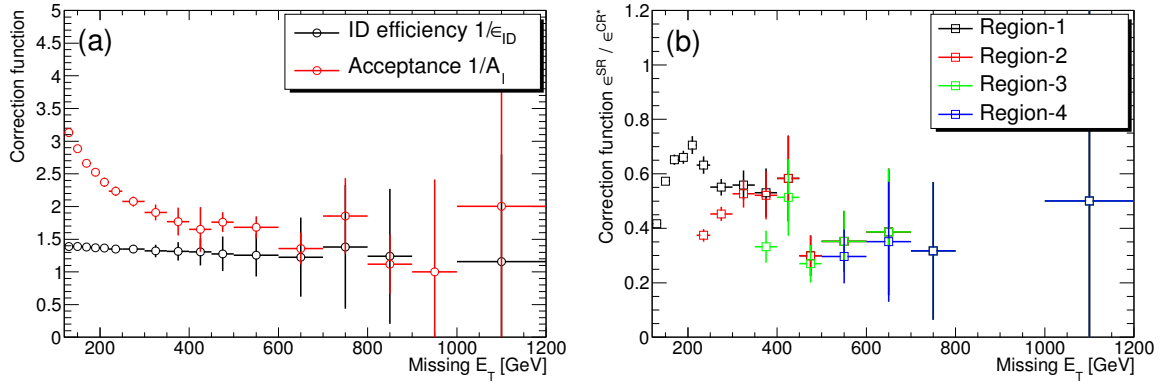 (a)
ID efficiency 1/ϵ_ID
Acceptance 1/A_l
Correction function
0
0.5
1
1.5
2
2.5
3
3.5
4
4.5
5
200 400 600 800 1000 1200
Missing E_T [GeV]
(b)
Region-1
Region-2
Region-3
Region-4
Correction function ϵ^SR / ϵ^CR*
0
0.2
0.4
0.6
0.8
1
1.2
200 400 600 800 1000 1200
Missing E_T [GeV]